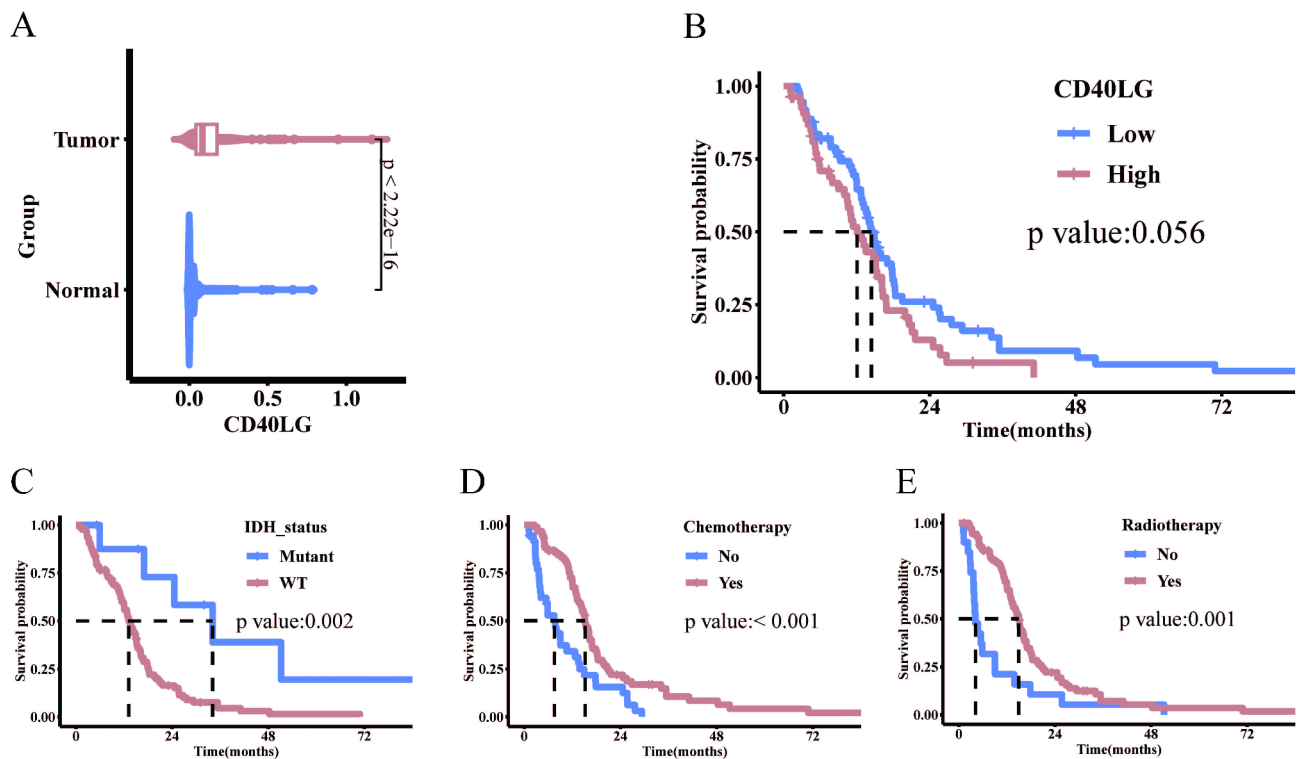 A
Group
Tumor
Normal
p < 2.22e−16
0.0 0.5 1.0
CD40LG
B
Survival probability
1.00
0.75
0.50
0.25
0.00
CD40LG
Low
High
p value:0.056
0 24 48 72
Time(months)
C
Survival probability
1.00
0.75
0.50
0.25
0.00
IDH_status
Mutant
WT
p value:0.002
0 24 48 72
Time(months)
D
Survival probability
1.00
0.75
0.50
0.25
0.00
Chemotherapy
No
Yes
p value:< 0.001
0 24 48 72
Time(months)
E
Survival probability
1.00
0.75
0.50
0.25
0.00
Radiotherapy
No
Yes
p value:0.001
0 24 48 72
Time(months)